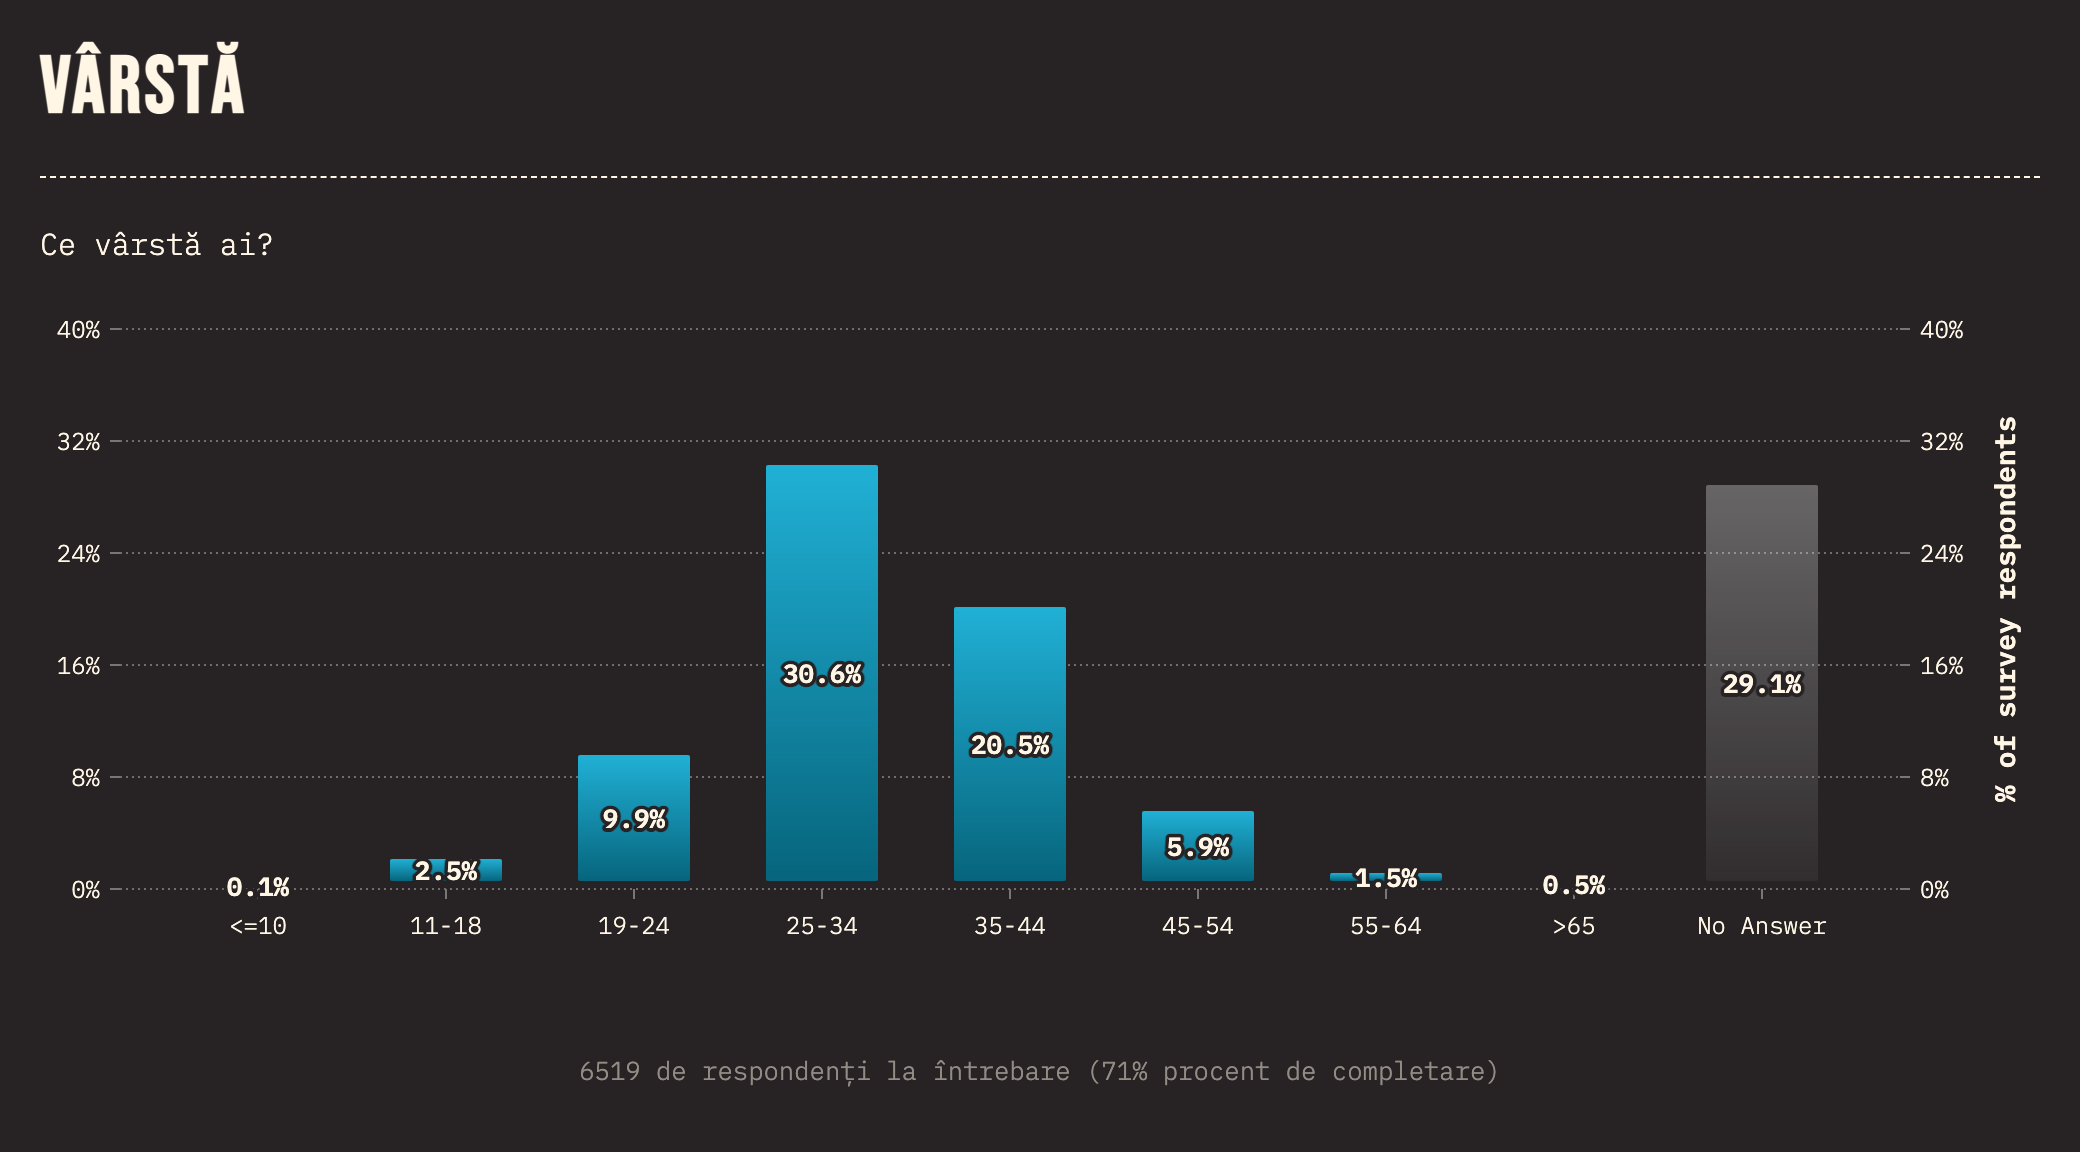 VÂRSTĂ
Ce vârstă ai?
40% 40%
32% 32%
24% 24%
16% 16%
8% 8%
0% 0%
% of survey respoupeuts
0.1% 2.5% 9.9% 30.6% 20.5% 5.9% 1.5% 0.5% 29.1%
<=10 11-18 19-24 25-34 35-44 45-54 55-64 >65 No Answer
6519 de respondenți la întrebare (71% procent de completare)